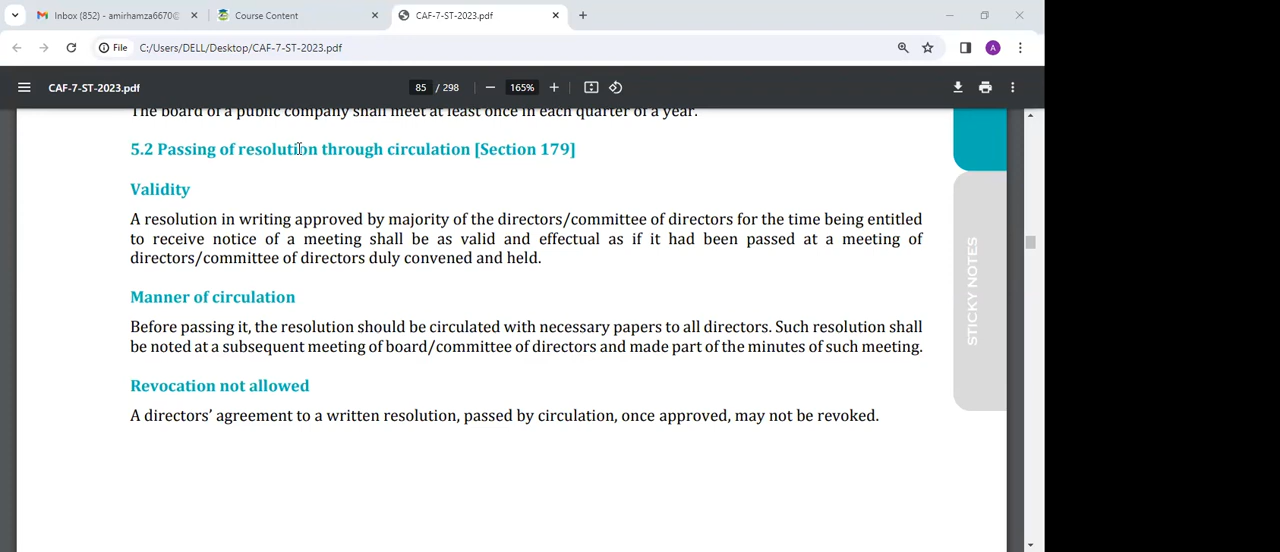 Inbox (852) - amirhamza6670@
Course Content
CAF-7-ST-2023.pdf
File C:/Users/DELL/Desktop/CAF-7-ST-2023.pdf
A
CAF-7-ST-2023.pdf
85 / 298
165%
The board of a public company shall meet at least once in each quarter of a year.
5.2 Passing of resolution through circulation [Section 179]
Validity
A resolution in writing approved by majority of the directors/committee of directors for the time being entitled
to receive notice of a meeting shall be as valid and effectual as if it had been passed at a meeting of
directors/committee of directors duly convened and held.
Manner of circulation
Before passing it, the resolution should be circulated with necessary papers to all directors. Such resolution shall
be noted at a subsequent meeting of board/committee of directors and made part of the minutes of such meeting.
Revocation not allowed
A directors' agreement to a written resolution, passed by circulation, once approved, may not be revoked.
STICKY NOTES